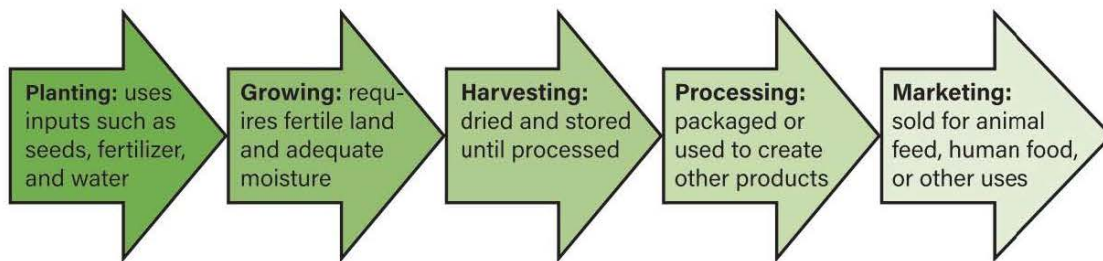 Planting: uses
inputs such as
seeds, fertilizer,
and water
Growing: requ-
ires fertile land
and adequate
moisture
Harvesting:
dried and stored
until processed
Processing:
packaged or
used to create
other products
Marketing:
sold for animal
feed, human food,
or other uses